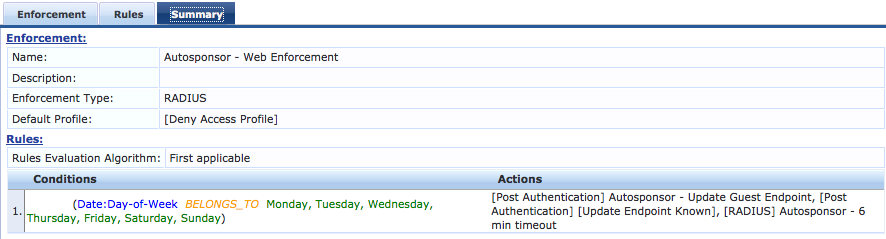 Enforcement Rules Summary
Enforcement:
Name: Autosponsor - Web Enforcement
Description:
Enforcement Type: RADIUS
Default Profile: [Deny Access Profile]
Rules:
Rules Evaluation Algorithm: First applicable
Conditions Actions
1. (Date:Day-of-Week BELONGS_TO Monday, Tuesday, Wednesday,
Thursday, Friday, Saturday, Sunday)
[Post Authentication] Autosponsor - Update Guest Endpoint, [Post
Authentication] [Update Endpoint Known], [RADIUS] Autosponsor - 6
min timeout